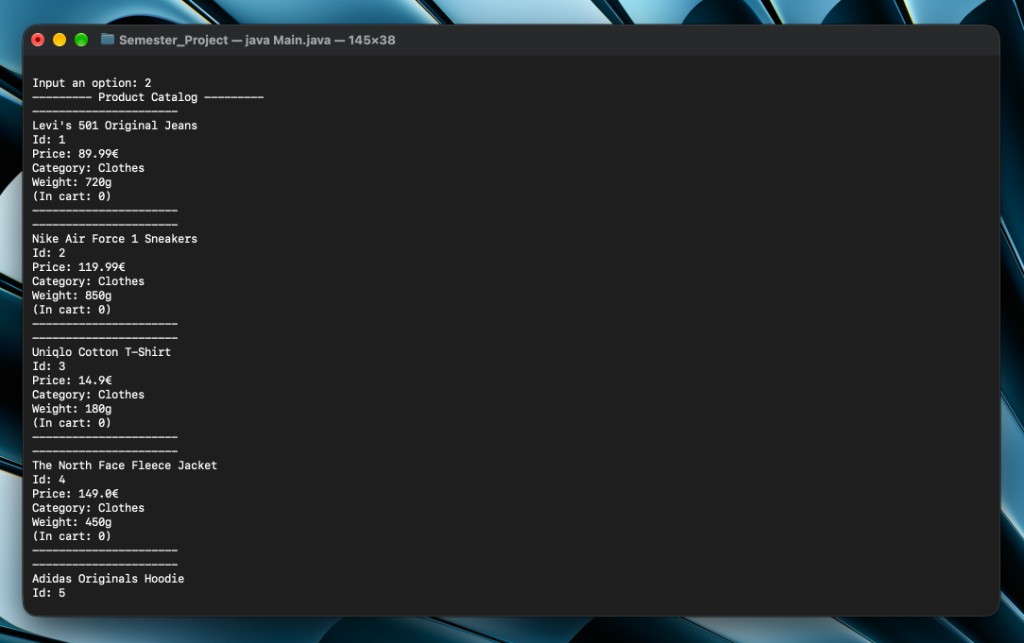 Semester_Project — java Main.java — 145×38
Input an option: 2
--------- Product Catalog ---------
----------------------
Levi's 501 Original Jeans
Id: 1
Price: 89.99€
Category: Clothes
Weight: 720g
(In cart: 0)
----------------------
----------------------
Nike Air Force 1 Sneakers
Id: 2
Price: 119.99€
Category: Clothes
Weight: 850g
(In cart: 0)
----------------------
----------------------
Uniqlo Cotton T-Shirt
Id: 3
Price: 14.9€
Category: Clothes
Weight: 180g
(In cart: 0)
----------------------
----------------------
The North Face Fleece Jacket
Id: 4
Price: 149.0€
Category: Clothes
Weight: 450g
(In cart: 0)
----------------------
----------------------
Adidas Originals Hoodie
Id: 5